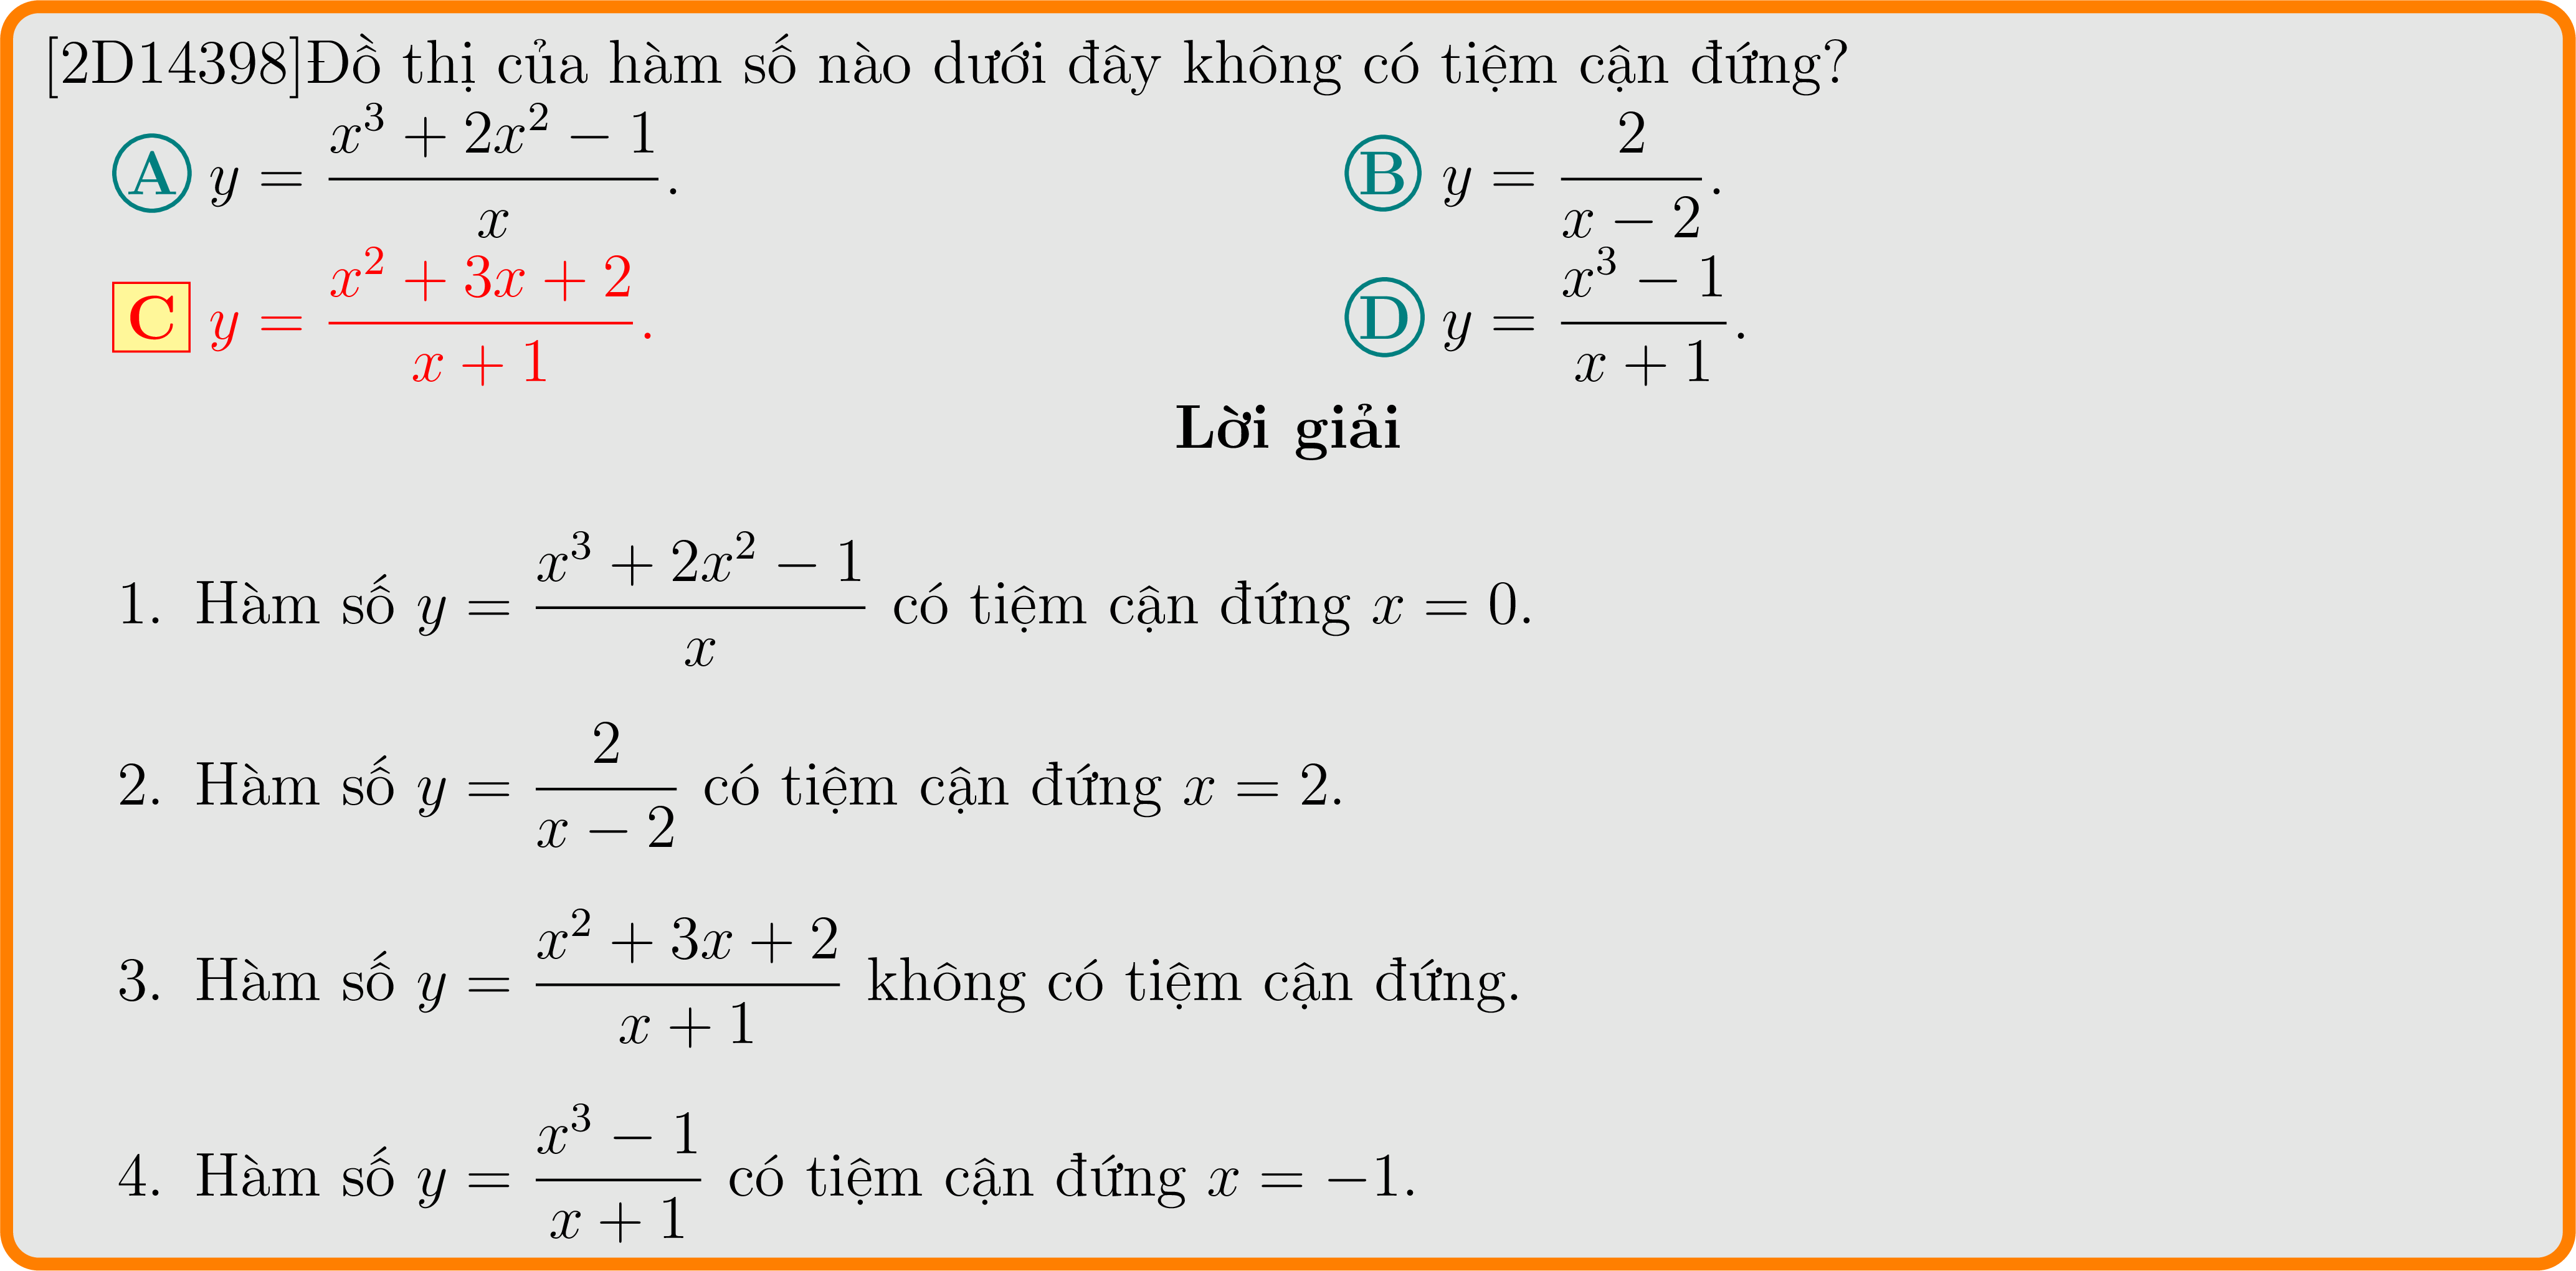 [2D14398]Đồ thị của hàm số nào dưới đây không có tiệm cận đứng?
A y = \frac{x^3 + 2x^2 - 1}{x}. B y = \frac{2}{x - 2}.
C y = \frac{x^2 + 3x + 2}{x + 1}. D y = \frac{x^3 - 1}{x + 1}.
Lời giải
1. Hàm số y = \frac{x^3 + 2x^2 - 1}{x} có tiệm cận đứng x = 0.
2. Hàm số y = \frac{2}{x - 2} có tiệm cận đứng x = 2.
3. Hàm số y = \frac{x^2 + 3x + 2}{x + 1} không có tiệm cận đứng.
4. Hàm số y = \frac{x^3 - 1}{x + 1} có tiệm cận đứng x = −1.